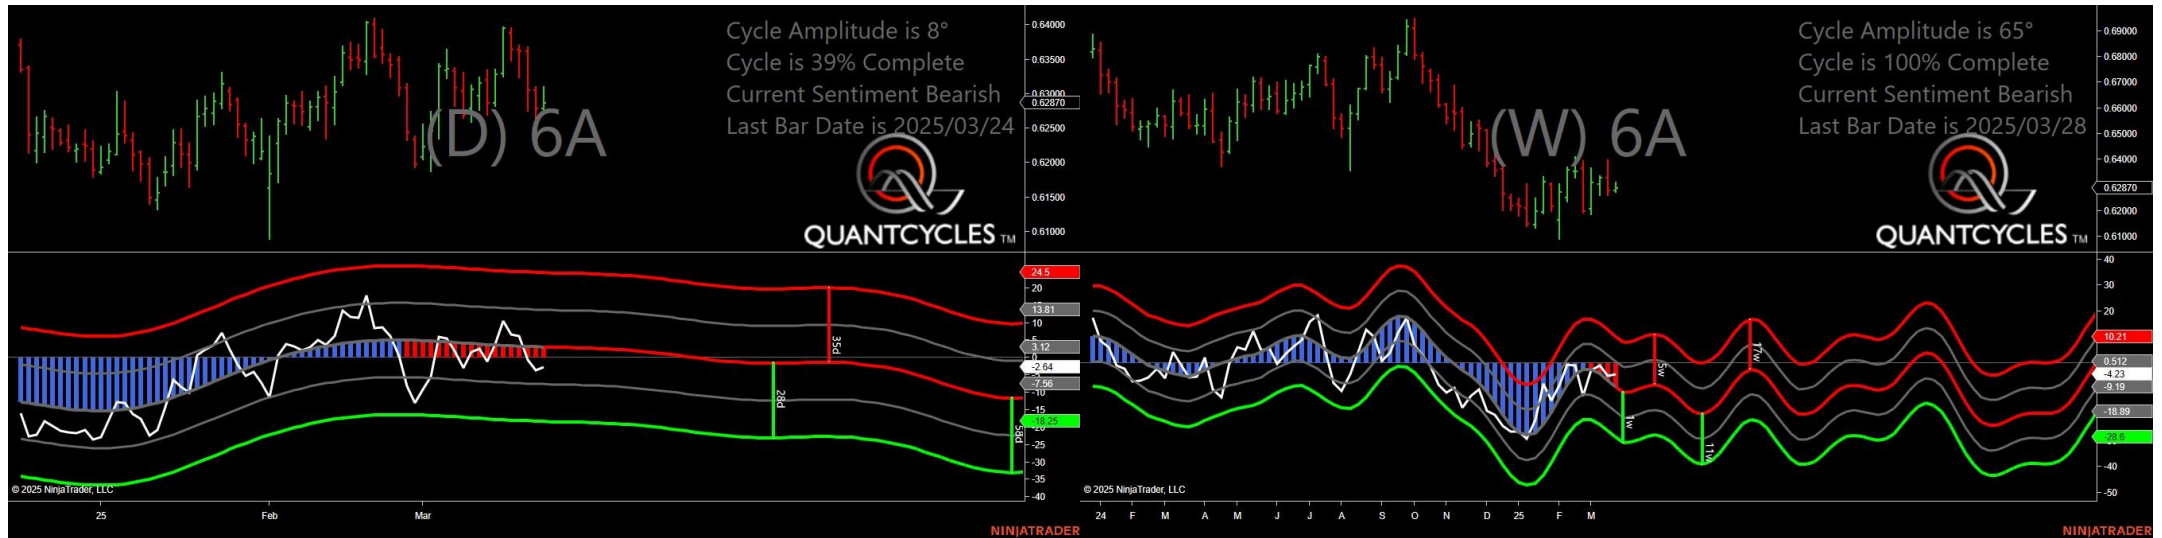 Cycle Amplitude is 8°
Cycle is 39% Complete
Current Sentiment Bearish
Last Bar Date is 2025/03/24
(D) 6A
QUANTCYCLES TM
0.64000
0.63500
0.63000
0.62870
0.62500
0.62000
0.61500
0.61000
24.5
20
13.81
10
5
3.12
0
-2.64
-7.56
-10
-15
-18.25
-20
-25
-30
-35
-40
35d
28d
58d
© 2025 NinjaTrader, LLC
25 Feb Mar
NINJATRADER
Cycle Amplitude is 65°
Cycle is 100% Complete
Current Sentiment Bearish
Last Bar Date is 2025/03/28
(W) 6A
QUANTCYCLES TM
0.69000
0.68000
0.67000
0.66000
0.65000
0.64000
0.62870
0.62000
0.61000
40
30
20
10.21
0.512
-4.23
-9.19
-18.89
-28.6
-40
-50
5w
17w
1w
11w
© 2025 NinjaTrader, LLC
24 F M A M J J A S O N D 25 F M
NINJATRADER